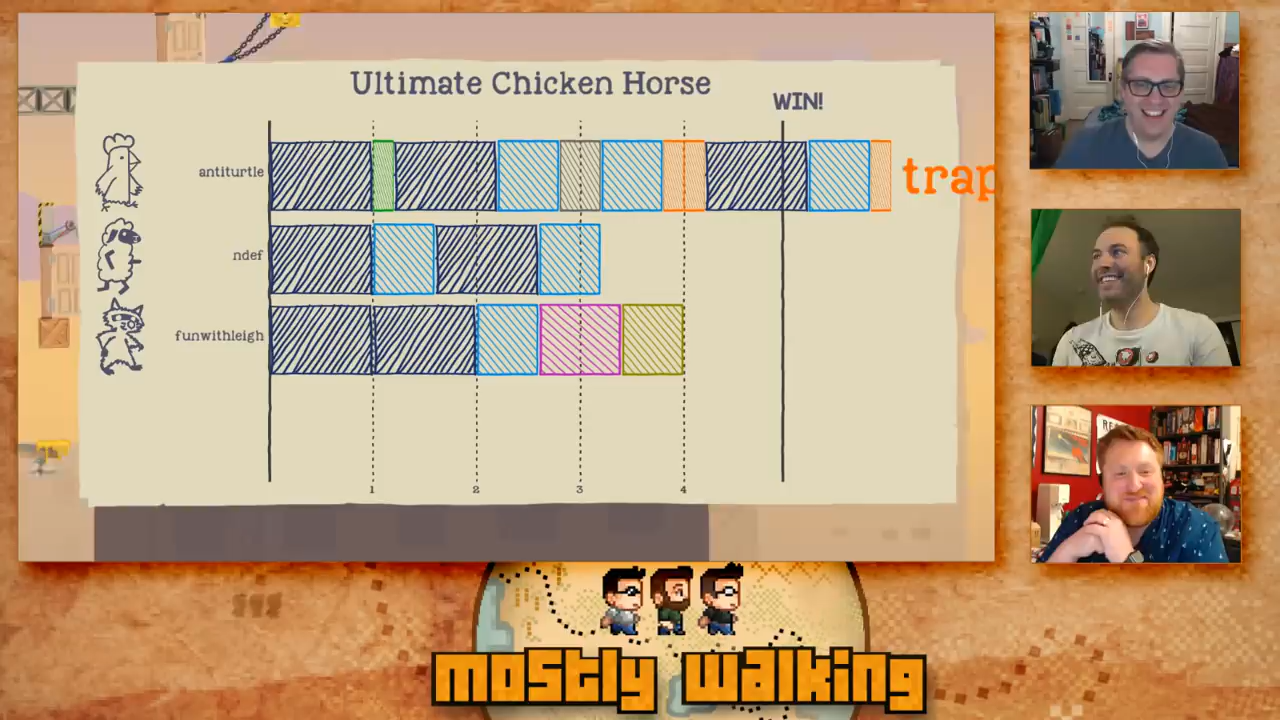 Ultimate Chicken Horse
WIN!
antiturtle
trap
ndef
funwithleigh
1 2 3 4
mostly walking